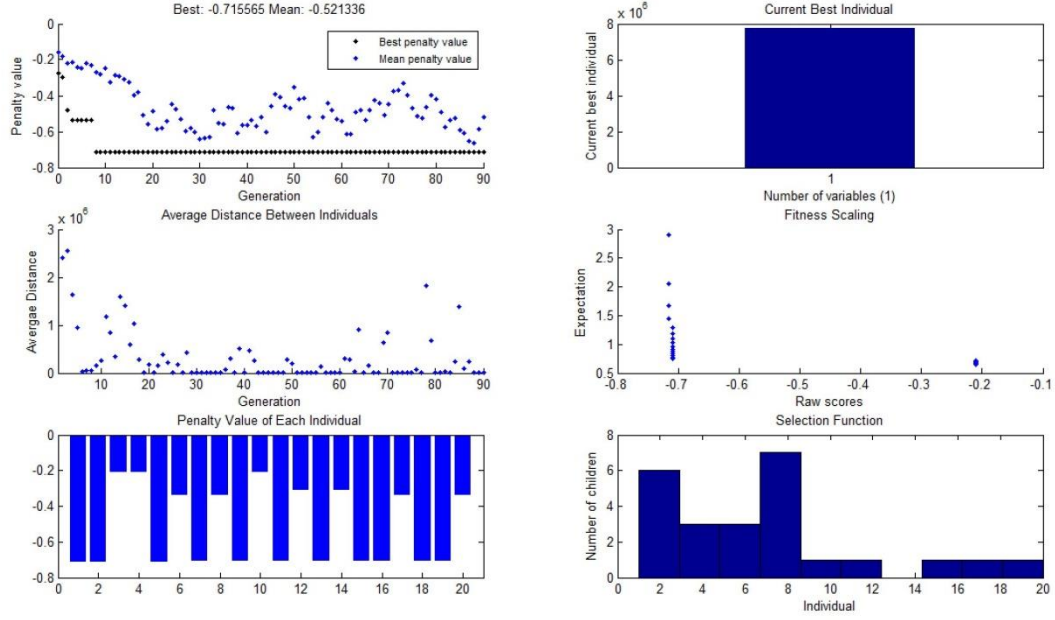 Best: -0.715565 Mean: -0.521336
Penalty value
0
-0.2
-0.4
-0.6
-0.8
Best penalty value
Mean penalty value
0 10 20 30 40 50 60 70 80 90
Generation
Current Best Individual
x 10^6
Current best individual
8
6
4
2
0
1
Number of variables (1)
Average Distance Between Individuals
x 10^6
Avergae Distance
3
2
1
0
10 20 30 40 50 60 70 80 90
Generation
Fitness Scaling
Expectation
3
2.5
2
1.5
1
0.5
-0.8 -0.7 -0.6 -0.5 -0.4 -0.3 -0.2 -0.1
Raw scores
Penalty Value of Each Individual
0
-0.2
-0.4
-0.6
-0.8
0 2 4 6 8 10 12 14 16 18 20
Selection Function
Number of children
8
6
4
2
0
0 2 4 6 8 10 12 14 16 18 20
Individual